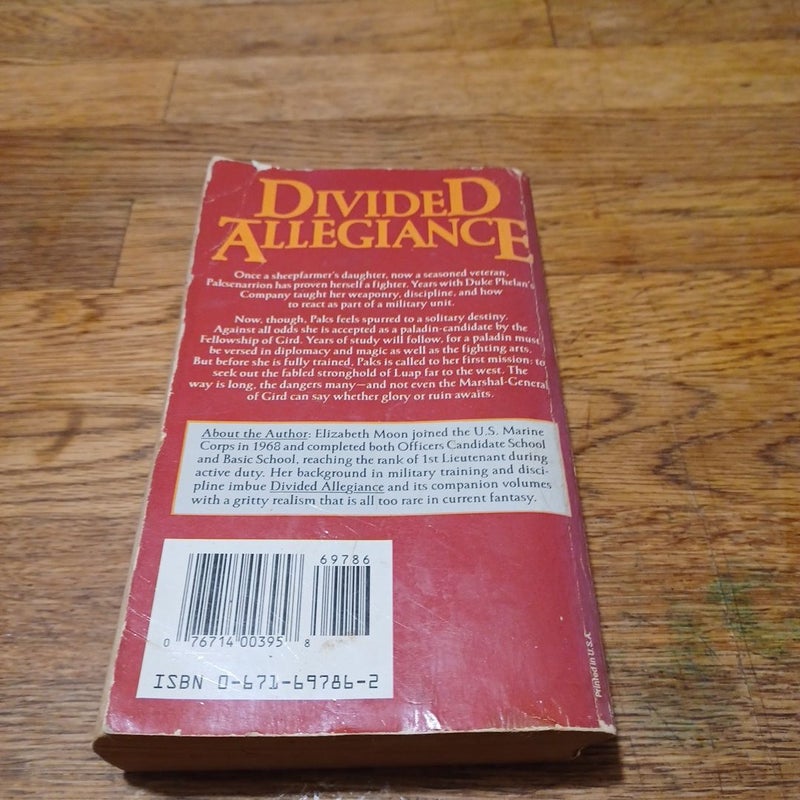 DIVIDED
ALLEGIANCE
Once a sheepfarmer's daughter, now a seasoned veteran,
Paksenarrion has proven herself a fighter. Years with Duke Phelan's
Company taught her weaponry, discipline, and how
to react as part of a military unit.
Now, though, Paks feels spurred to a solitary destiny.
Against all odds she is accepted as a paladin-candidate by the
Fellowship of Gird. Years of study will follow, for a paladin must
be versed in diplomacy and magic as well as the fighting arts.
But before she is fully trained, Paks is called to her first mission: to
seek out the fabled stronghold of Luap far to the west. The
way is long, the dangers many—and not even the Marshal-General
of Gird can say whether glory or ruin awaits.
About the Author: Elizabeth Moon joined the U.S. Marine
Corps in 1968 and completed both Officers Candidate School
and Basic School, reaching the rank of 1st Lieutenant during
active duty. Her background in military training and disci-
pline imbue Divided Allegiance and its companion volumes
with a gritty realism that is all too rare in current fantasy.
69786
0 76714 00395 8
ISBN 0-671-69786-2
Printed in U.S.A.